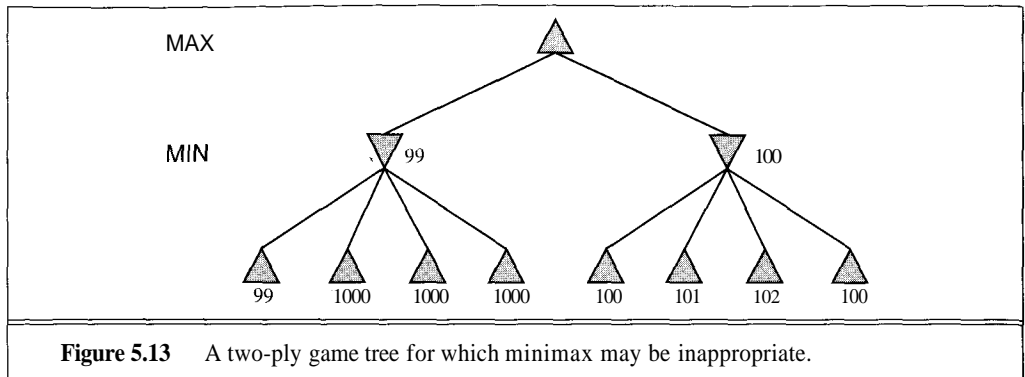 MAX
MIN
99
100
99 1000 1000 1000 100 101 102 100
Figure 5.13 A two-ply game tree for which minimax may be inappropriate.